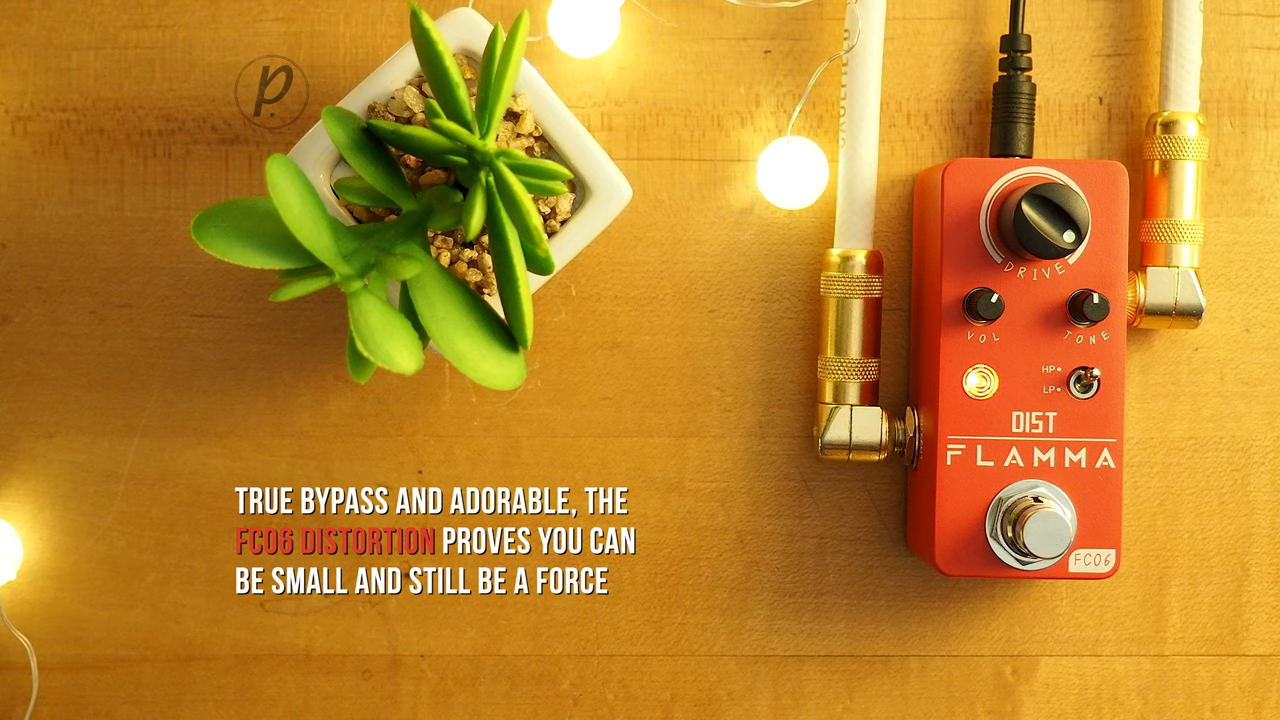 p.
TRUE BYPASS AND ADORABLE, THE
FC06 DISTORTION PROVES YOU CAN
BE SMALL AND STILL BE A FORCE
DRIVE
VOL TONE
HP
LP
DIST
FLAMMA
FC06